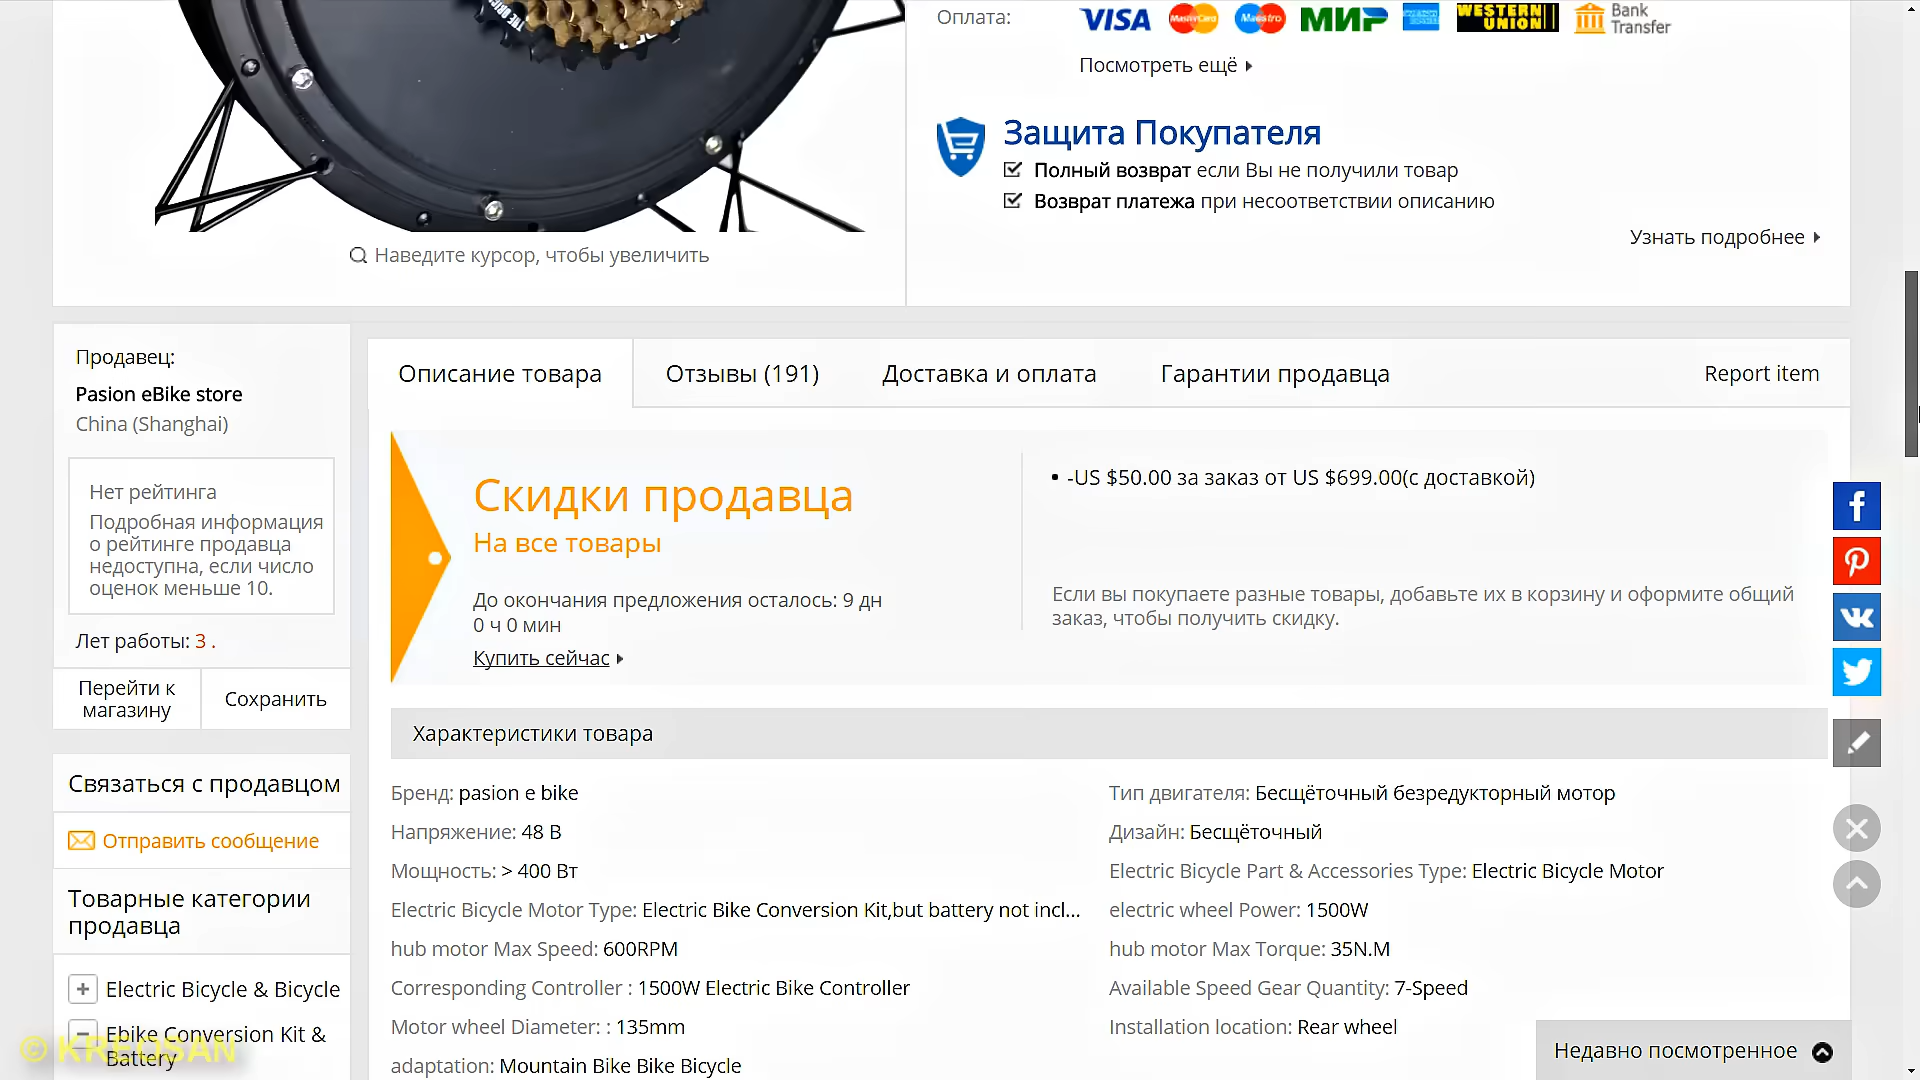 Оплата:
VISA MasterCard Maestro МИР WESTERN UNION Bank Transfer
Посмотреть ещё
Защита Покупателя
Полный возврат если Вы не получили товар
Возврат платежа при несоответствии описанию
Узнать подробнее
Наведите курсор, чтобы увеличить
Продавец:
Pasion eBike store
China (Shanghai)
Нет рейтинга
Подробная информация
о рейтинге продавца
недоступна, если число
оценок меньше 10.
Лет работы: 3 .
Перейти к
магазину
Сохранить
Связаться с продавцом
Отправить сообщение
Товарные категории
продавца
Electric Bicycle & Bicycle
Ebike Conversion Kit &
Battery
© KREOSAN
Описание товара
Отзывы (191)
Доставка и оплата
Гарантии продавца
Report item
Скидки продавца
На все товары
До окончания предложения осталось: 9 дн
0 ч 0 мин
Купить сейчас
• -US $50.00 за заказ от US $699.00(с доставкой)
Если вы покупаете разные товары, добавьте их в корзину и оформите общий
заказ, чтобы получить скидку.
Характеристики товара
Бренд: pasion e bike
Тип двигателя: Бесщёточный безредукторный мотор
Напряжение: 48 В
Дизайн: Бесщёточный
Мощность: > 400 Вт
Electric Bicycle Part & Accessories Type: Electric Bicycle Motor
Electric Bicycle Motor Type: Electric Bike Conversion Kit,but battery not incl...
electric wheel Power: 1500W
hub motor Max Speed: 600RPM
hub motor Max Torque: 35N.M
Corresponding Controller : 1500W Electric Bike Controller
Available Speed Gear Quantity: 7-Speed
Motor wheel Diameter: : 135mm
Installation location: Rear wheel
adaptation: Mountain Bike Bike Bicycle
Недавно посмотренное